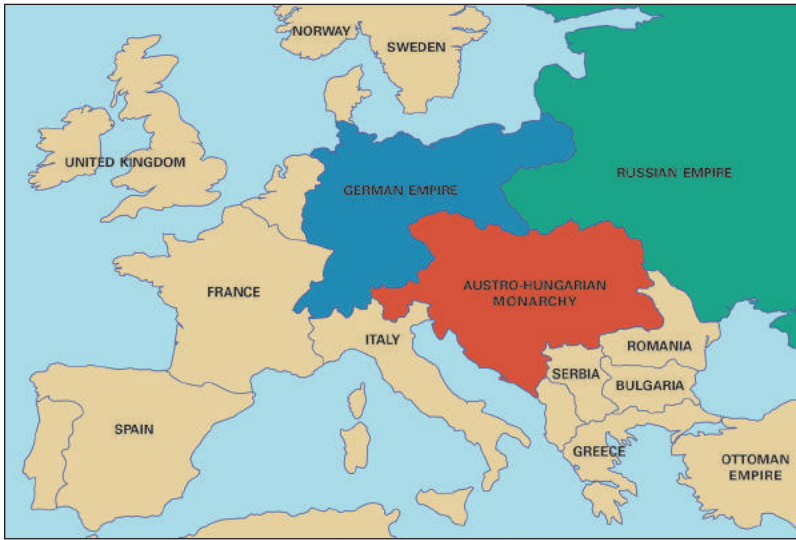 NORWAY
SWEDEN
UNITED KINGDOM
GERMAN EMPIRE
RUSSIAN EMPIRE
FRANCE
AUSTRO-HUNGARIAN
MONARCHY
ITALY
ROMANIA
SERBIA
BULGARIA
SPAIN
GREECE
OTTOMAN
EMPIRE